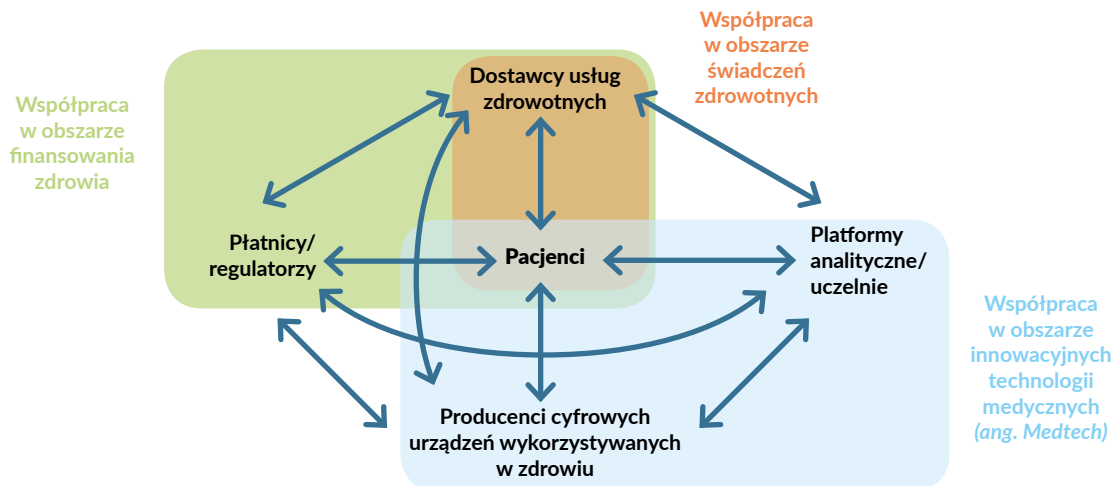 Współpraca
w obszarze
finansowania
zdrowia
Dostawcy usług
zdrowotnych
Współpraca
w obszarze
świadczeń
zdrowotnych
Płatnicy/
regulatorzy
Pacjenci
Platformy
analityczne/
uczelnie
Współpraca
w obszarze
innowacyjnych
technologii
medycznych
(ang. Medtech)
Producenci cyfrowych
urządzeń wykorzystywanych
w zdrowiu